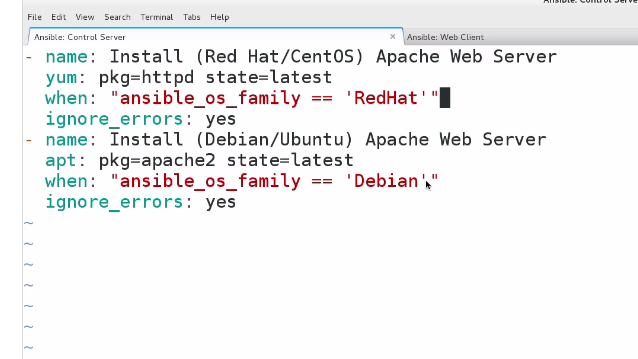 Ansible: Control Server
File Edit View Search Terminal Tabs Help
Ansible: Control Server × Ansible: Web Client
- name: Install (Red Hat/CentOS) Apache Web Server
yum: pkg=httpd state=latest
when: "ansible_os_family == 'RedHat'"
ignore_errors: yes
- name: Install (Debian/Ubuntu) Apache Web Server
apt: pkg=apache2 state=latest
when: "ansible_os_family == 'Debian'"
ignore_errors: yes
~
~
~
~
~
~
~